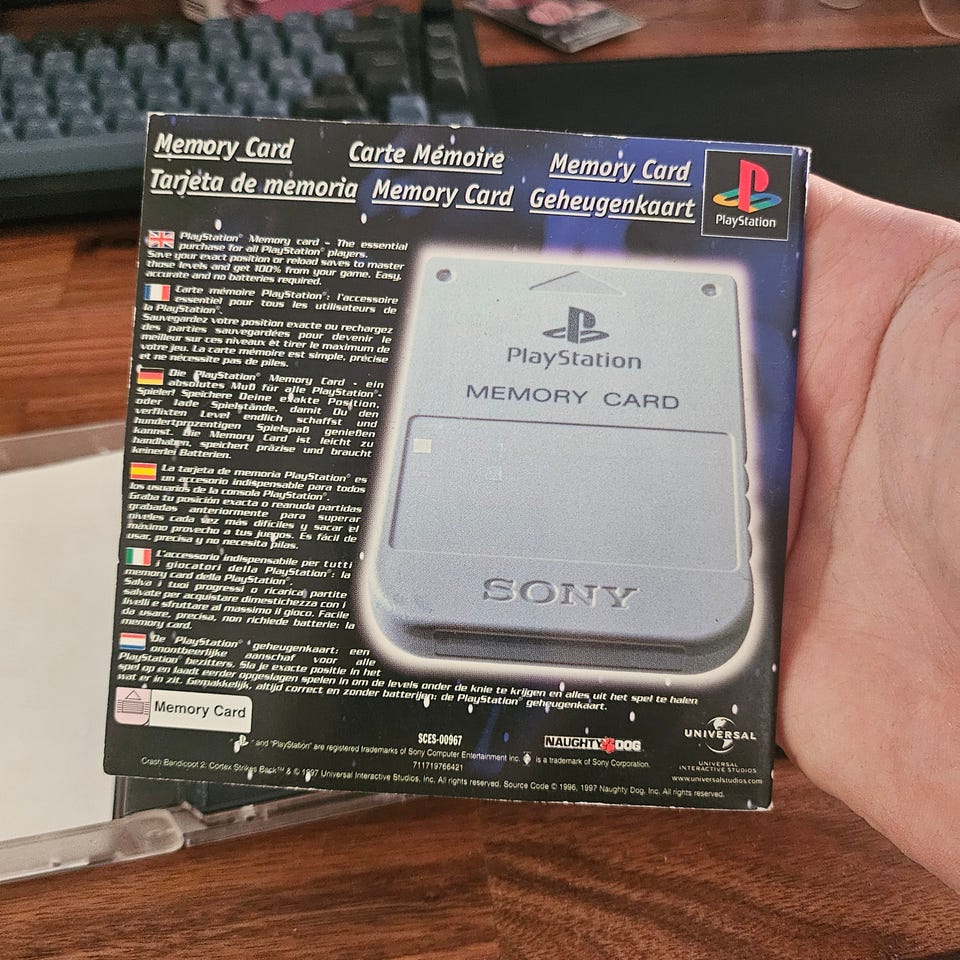 Memory Card Carte Mémoire Memory Card
Tarjeta de memoria Memory Card Geheugenkaart
PlayStation
PlayStation® Memory card - The essential
purchase for all PlayStation® players.
Save your exact position or reload saves to master
those levels and get 100% from your game. Easy,
accurate and no batteries required.
Carte mémoire PlayStation®: l'accessoire
essentiel pour tous les utilisateurs de
la PlayStation®.
Sauvegardez votre position exacte ou rechargez
des parties sauvegardées pour devenir le
meilleur sur ces niveaux et tirer le maximum de
votre jeu. La carte mémoire est simple, précise
et ne nécessite pas de piles.
Die PlayStation® Memory Card - ein
absolutes Muß für alle PlayStation®-
Spieler! Speichere Deine exakte Position,
oder lade Spielstände, damit Du den
verflixten Level endlich schaffst und
hundertprozentigen Spielspaß genießen
kannst. Die Memory Card ist leicht zu
handhaben, speichert präzise und braucht
keinerlei Batterien.
La tarjeta de memoria PlayStation® es
un accesorio indispensable para todos
los usuarios de la consola PlayStation®.
Graba tu posición exacta o reanuda partidas
grabadas anteriormente para superar
niveles cada vez más difíciles y sacar el
máximo provecho a tus juegos. Es fácil de
usar, precisa y no necesita pilas.
L'accessorio indispensabile per tutti
i giocatori della PlayStation®: la
memory card della PlayStation®.
Salva i tuoi progressi o ricarica partite
salvate per acquistare dimestichezza con i
livelli e sfruttare al massimo il gioco. Facile
da usare, precisa, non richiede batterie: la
memory card.
De PlayStation® geheugenkaart: een
onontbeerlijke aanschaf voor alle
PlayStation® bezitters. Sla je exacte positie in het
spel op en laadt eerder opgeslagen spelen in om de levels onder de knie te krijgen en alles uit het spel te halen
wat er in zit. Gemakkelijk, altijd correct en zonder batterijen: de PlayStation® geheugenkaart.
PlayStation
MEMORY CARD
SONY
Memory Card
SCES-00967
NAUGHTY DOG
UNIVERSAL
UNIVERSAL
INTERACTIVE STUDIOS
www.universalstudios.com
" and "PlayStation" are registered trademarks of Sony Computer Entertainment Inc. is a trademark of Sony Corporation.
711719766421
Crash Bandicoot 2: Cortex Strikes Back™ & © 1997 Universal Interactive Studios, Inc. All rights reserved. Source Code © 1996, 1997 Naughty Dog, Inc. All rights reserved.